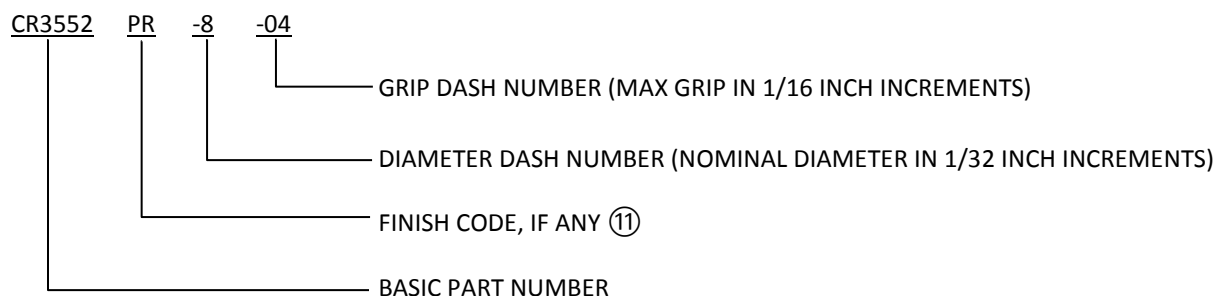 CR3552 PR -8 -04
GRIP DASH NUMBER (MAX GRIP IN 1/16 INCH INCREMENTS)
DIAMETER DASH NUMBER (NOMINAL DIAMETER IN 1/32 INCH INCREMENTS)
FINISH CODE, IF ANY ⑪
BASIC PART NUMBER